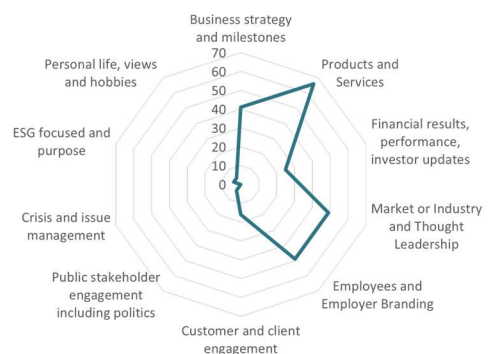 Business strategy
and milestones
Products and
Services
Financial results,
performance,
investor updates
Market or Industry
and Thought
Leadership
Employees and
Employer Branding
Customer and client
engagement
Public stakeholder
engagement
including politics
Crisis and issue
management
ESG focused and
purpose
Personal life, views
and hobbies
70
60
50
40
30
20
10
0